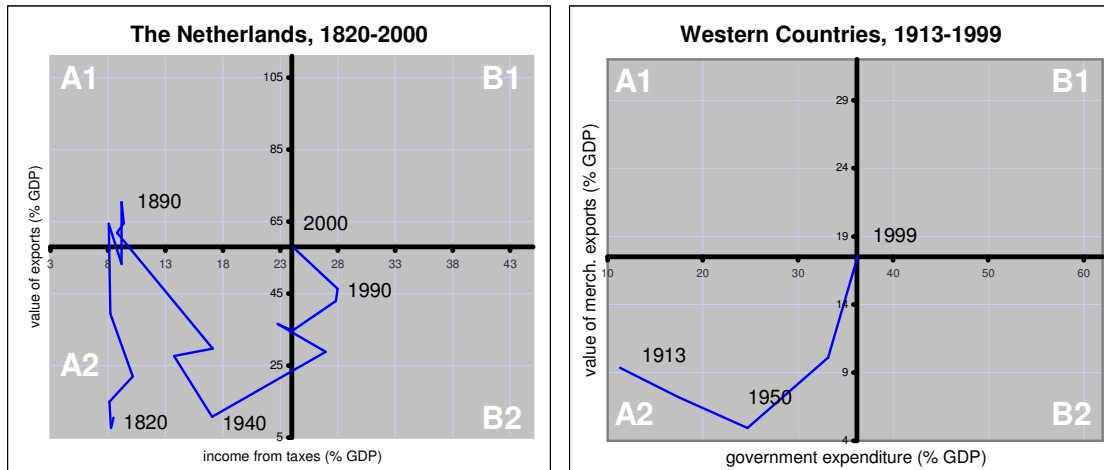 The Netherlands, 1820-2000
A1
B1
105
85
65
45
25
5
value of exports (% GDP)
1890
2000
3 8 13 18 23 28 33 38 43
1990
A2
1820
1940
B2
income from taxes (% GDP)
Western Countries, 1913-1999
A1
B1
29
24
19
14
9
4
value of merch. exports (% GDP)
1999
10 20 30 40 50 60
1913
1950
A2
B2
government expenditure (% GDP)